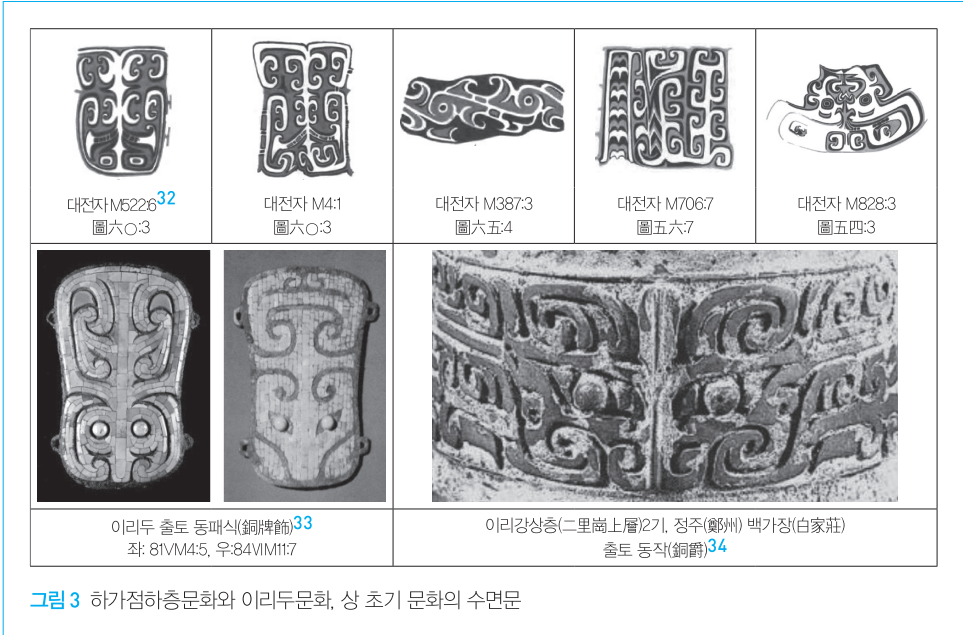 대전자 M522:6 32
圖六○:3
대전자 M4:1
圖六○:3
대전자 M387:3
圖六五:4
대전자 M706:7
圖五六:7
대전자 M828:3
圖五四:3
이리두 출토 동패식(銅牌飾)33
좌: 81VM4:5, 우:84VIM11:7
이리강상층(二里崗上層)2기, 정주(鄭州) 백가장(白家莊)
출토 동작(銅爵)34
그림 3 하가점하층문화와 이리두문화, 상 초기 문화의 수면문